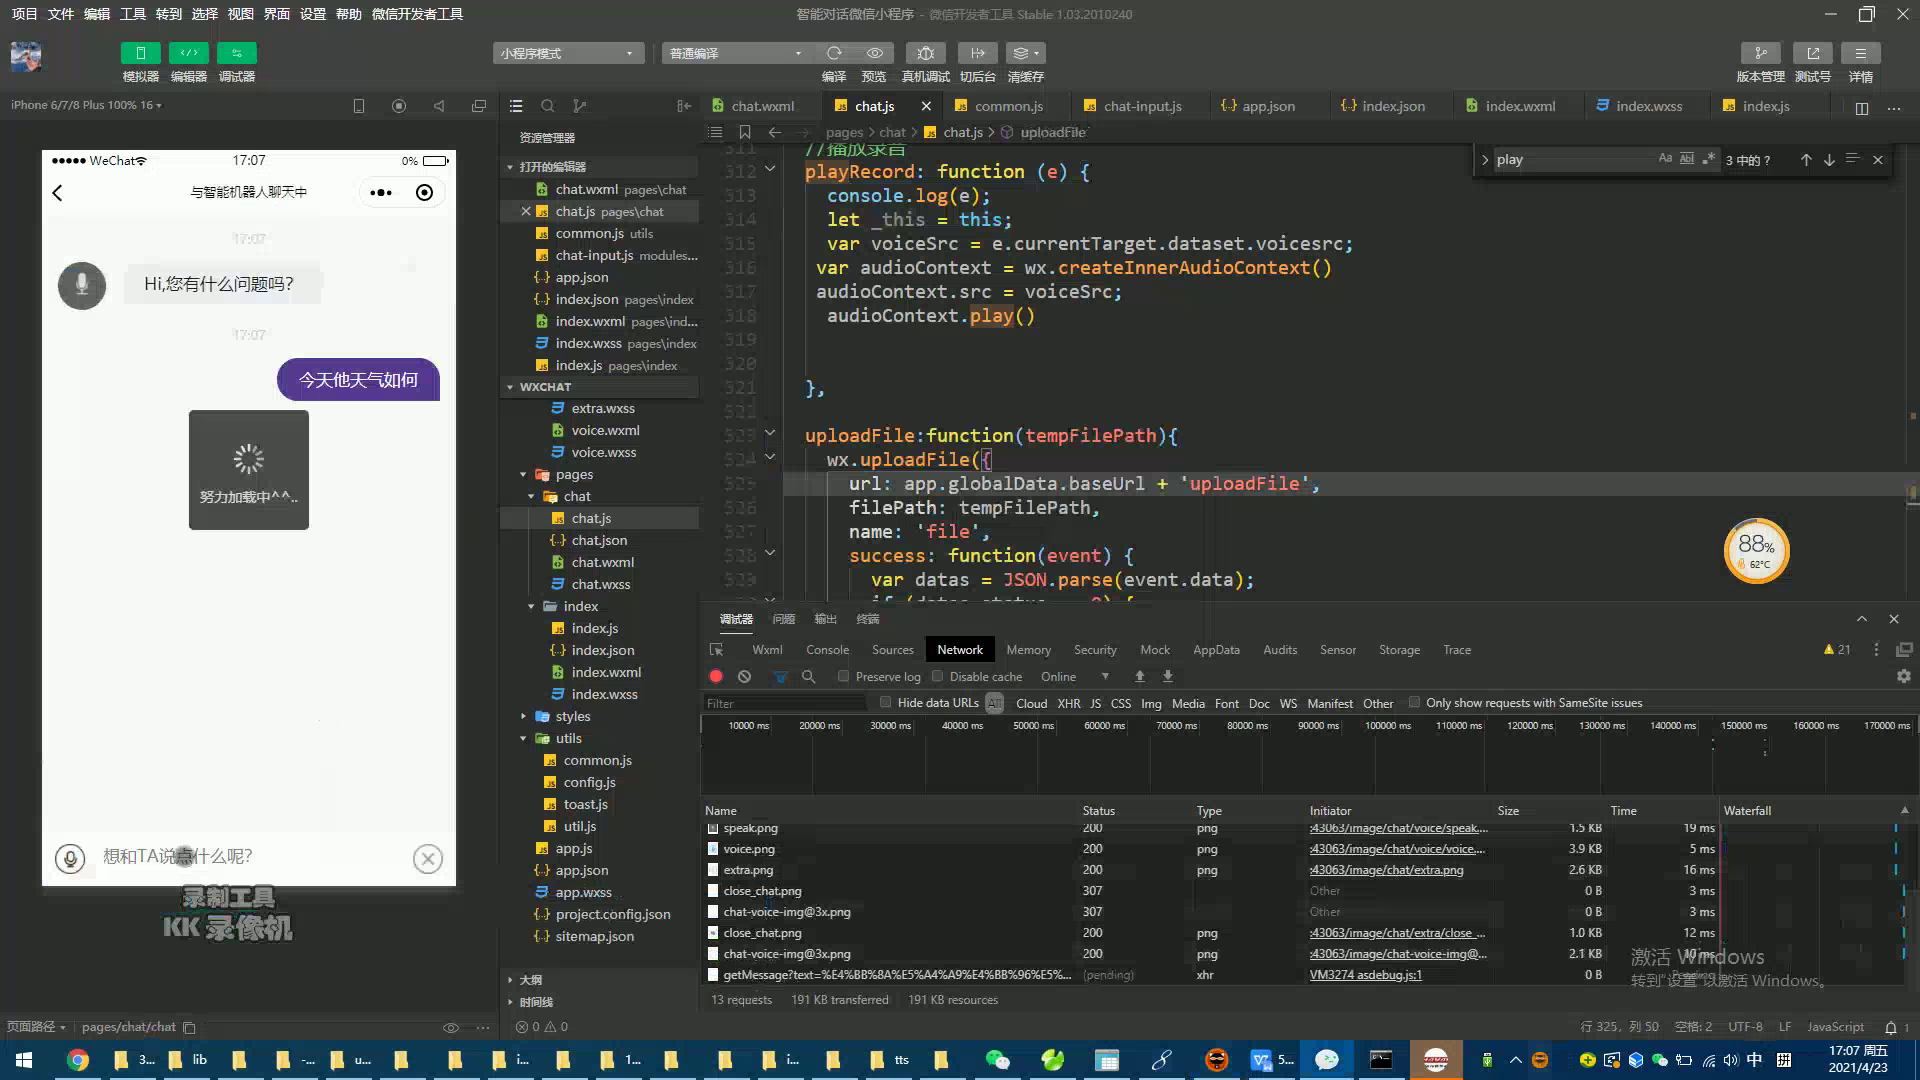 项目 文件 编辑 工具 转到 选择 视图 界面 设置 帮助 微信开发者工具
智能对话微信小程序 - 微信开发者工具 Stable 1.03.2010240
小程序模式
普通编译
模拟器 编辑器 调试器
编译 预览 真机调试 切后台 清缓存
版本管理 测试号 详情
iPhone 6/7/8 Plus 100% 16
chat.wxml
chat.js
common.js
chat-input.js
app.json
index.json
index.wxml
index.wxss
index.js
pages > chat > chat.js > uploadFile
play
Aa Abl .*
3 中的 ?
WeChat
17:07
0%
与智能机器人聊天中
17:07
Hi,您有什么问题吗?
17:07
今天他天气如何
努力加载中^^..
想和TA说点什么呢?
录制工具
KK 录像机
页面路径
pages/chat/chat
资源管理器
打开的编辑器
chat.wxml pages\chat
chat.js pages\chat
common.js utils
chat-input.js modules...
app.json
index.json pages\index
index.wxml pages\ind...
index.wxss pages\index
index.js pages\index
WXCHAT
extra.wxss
voice.wxml
voice.wxss
pages
chat
chat.js
chat.json
chat.wxml
chat.wxss
index
index.js
index.json
index.wxml
index.wxss
styles
utils
common.js
config.js
toast.js
util.js
app.js
app.json
app.wxss
project.config.json
sitemap.json
大纲
时间线
0 0
311 //播放录音
312 playRecord: function (e) {
313 console.log(e);
314 let _this = this;
315 var voiceSrc = e.currentTarget.dataset.voicesrc;
316 var audioContext = wx.createInnerAudioContext()
317 audioContext.src = voiceSrc;
318 audioContext.play()
319
320
321 },
322
323 uploadFile:function(tempFilePath){
324 wx.uploadFile({
325 url: app.globalData.baseUrl + 'uploadFile',
326 filePath: tempFilePath,
327 name: 'file',
328 success: function(event) {
329 var datas = JSON.parse(event.data);
88%
62°C
调试器 问题 输出 终端
Wxml Console Sources Network Memory Security Mock AppData Audits Sensor Storage Trace
21
Preserve log Disable cache Online
Filter Hide data URLs All Cloud XHR JS CSS Img Media Font Doc WS Manifest Other Only show requests with SameSite issues
10000 ms 20000 ms 30000 ms 40000 ms 50000 ms 60000 ms 70000 ms 80000 ms 90000 ms 100000 ms 110000 ms 120000 ms 130000 ms 140000 ms 150000 ms 160000 ms 170000 ms
Name Status Type Initiator Size Time Waterfall
speak.png 200 png :43063/image/chat/voice/speak.... 1.5 KB 19 ms
voice.png 200 png :43063/image/chat/voice/voice.... 3.9 KB 5 ms
extra.png 200 png :43063/image/chat/extra.png 2.6 KB 16 ms
close_chat.png 307 Other 0 B 3 ms
chat-voice-img@3x.png 307 Other 0 B 3 ms
close_chat.png 200 png :43063/image/chat/extra/close_... 1.0 KB 12 ms
chat-voice-img@3x.png 200 png :43063/image/chat-voice-img@... 2.1 KB 10 ms
getMessage?text=%E4%BB%8A%E5%A4%A9%E4%BB%96%E5%... (pending) xhr VM3274 asdebug.js:1 0 B Pending
13 requests 191 KB transferred 191 KB resources
激活 Windows
转到"设置"以激活 Windows。
行 325，列 50 空格: 2 UTF-8 LF JavaScript 1
3... lib -... u... i... 1... i... tts 5...
中 拼
17:07 周五
2021/4/23